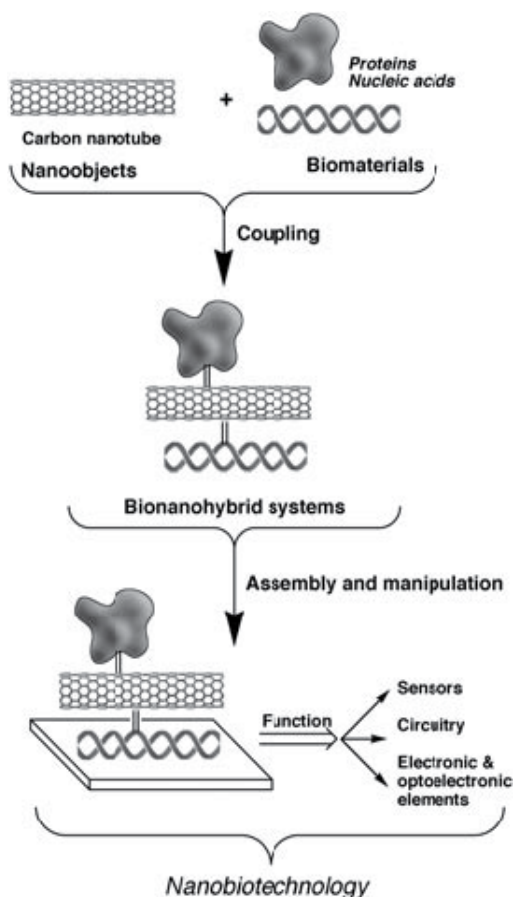 Proteins
Nucleic acids
+
Carbon nanotube
Nanoobjects
Biomaterials
Coupling
Bionanohybrid systems
Assembly and manipulation
Function
Sensors
Circuitry
Electronic &
optoelectronic
elements
Nanobiotechnology